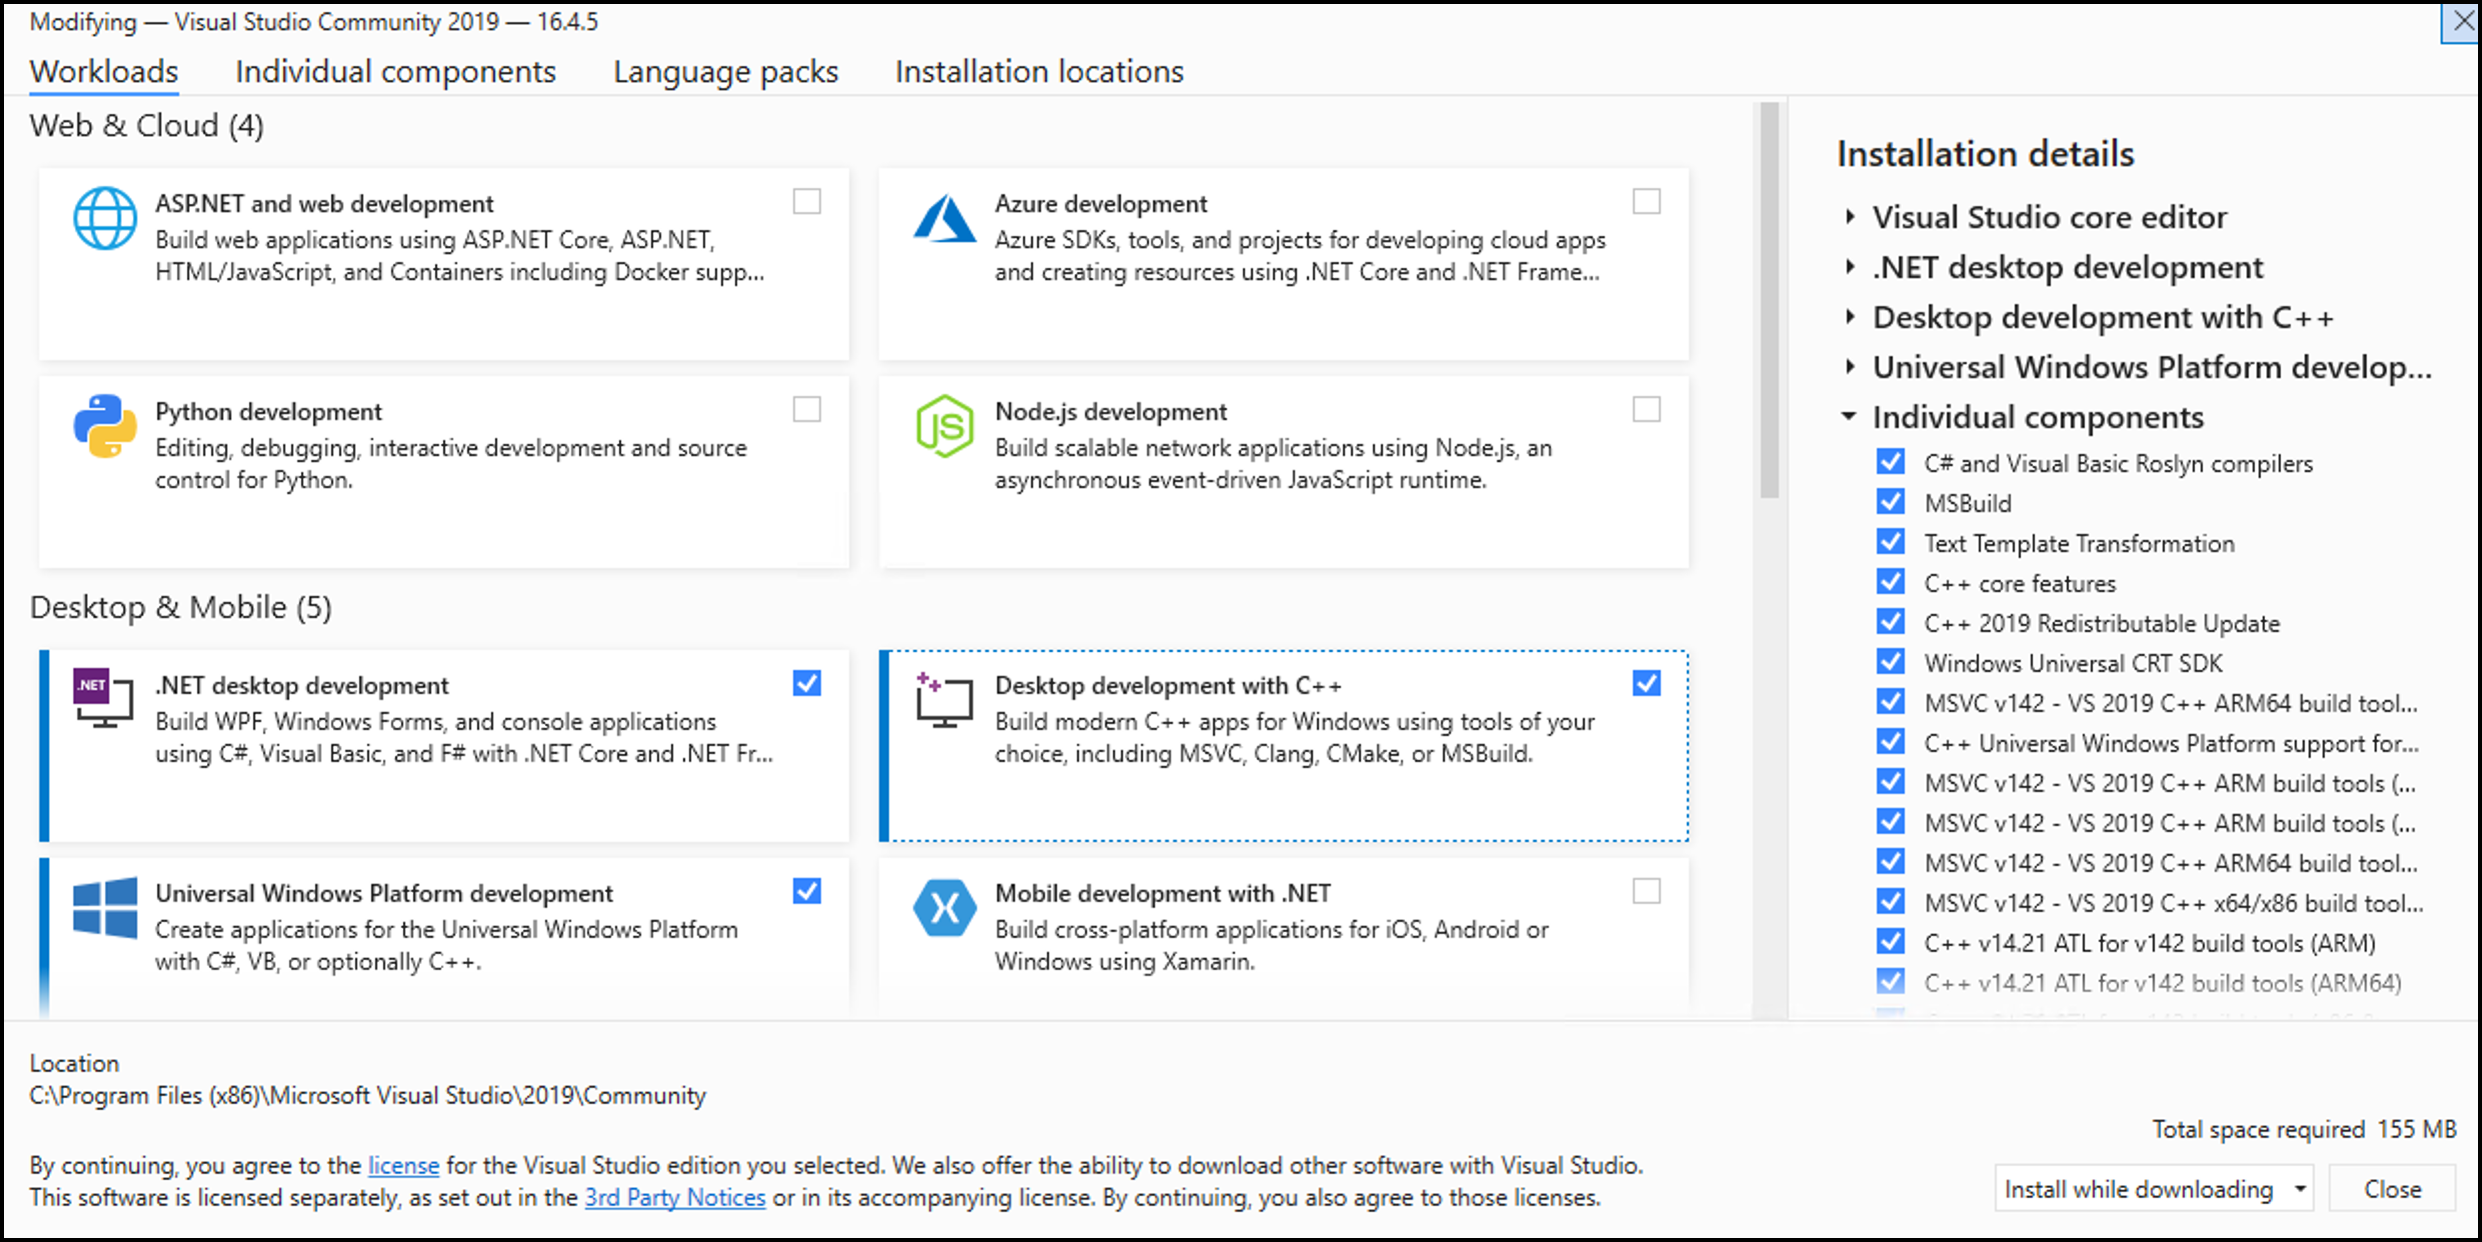 Modifying — Visual Studio Community 2019 — 16.4.5
Workloads Individual components Language packs Installation locations
Web & Cloud (4)
ASP.NET and web development
Build web applications using ASP.NET Core, ASP.NET,
HTML/JavaScript, and Containers including Docker supp...
Azure development
Azure SDKs, tools, and projects for developing cloud apps
and creating resources using .NET Core and .NET Frame...
Python development
Editing, debugging, interactive development and source
control for Python.
JS
Node.js development
Build scalable network applications using Node.js, an
asynchronous event-driven JavaScript runtime.
Desktop & Mobile (5)
.NET
.NET desktop development
Build WPF, Windows Forms, and console applications
using C#, Visual Basic, and F# with .NET Core and .NET Fr...
Desktop development with C++
Build modern C++ apps for Windows using tools of your
choice, including MSVC, Clang, CMake, or MSBuild.
Universal Windows Platform development
Create applications for the Universal Windows Platform
with C#, VB, or optionally C++.
Mobile development with .NET
Build cross-platform applications for iOS, Android or
Windows using Xamarin.
Installation details
Visual Studio core editor
.NET desktop development
Desktop development with C++
Universal Windows Platform develop...
Individual components
C# and Visual Basic Roslyn compilers
MSBuild
Text Template Transformation
C++ core features
C++ 2019 Redistributable Update
Windows Universal CRT SDK
MSVC v142 - VS 2019 C++ ARM64 build tool...
C++ Universal Windows Platform support for...
MSVC v142 - VS 2019 C++ ARM build tools (...
MSVC v142 - VS 2019 C++ ARM build tools (...
MSVC v142 - VS 2019 C++ ARM64 build tool...
MSVC v142 - VS 2019 C++ x64/x86 build tool...
C++ v14.21 ATL for v142 build tools (ARM)
C++ v14.21 ATL for v142 build tools (ARM64)
Location
C:\Program Files (x86)\Microsoft Visual Studio\2019\Community
Total space required 155 MB
By continuing, you agree to the license for the Visual Studio edition you selected. We also offer the ability to download other software with Visual Studio.
This software is licensed separately, as set out in the 3rd Party Notices or in its accompanying license. By continuing, you also agree to those licenses.
Install while downloading
Close